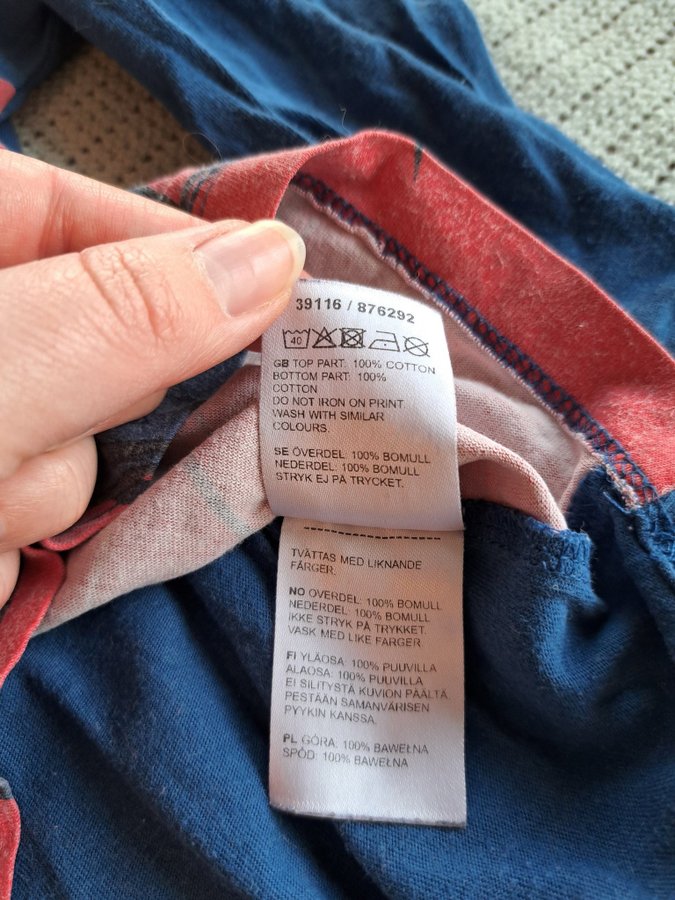 39116 / 876292
40
GB TOP PART: 100% COTTON
BOTTOM PART: 100%
COTTON
DO NOT IRON ON PRINT.
WASH WITH SIMILAR
COLOURS.
SE ÖVERDEL: 100% BOMULL
NEDERDEL: 100% BOMULL
STRYK EJ PÅ TRYCKET.
TVÄTTAS MED LIKNANDE
FÄRGER.
NO OVERDEL: 100% BOMULL
NEDERDEL: 100% BOMULL
IKKE STRYK PÅ TRYKKET.
VASK MED LIKE FARGER
FI YLÄOSA: 100% PUUVILLA
ALAOSA: 100% PUUVILLA
EI SILITYSTÄ KUVION PÄÄLTÄ.
PESTÄÄN SAMANVÄRISEN
PYYKIN KANSSA.
PL GÓRA: 100% BAWEŁNA
SPÓD: 100% BAWEŁNA